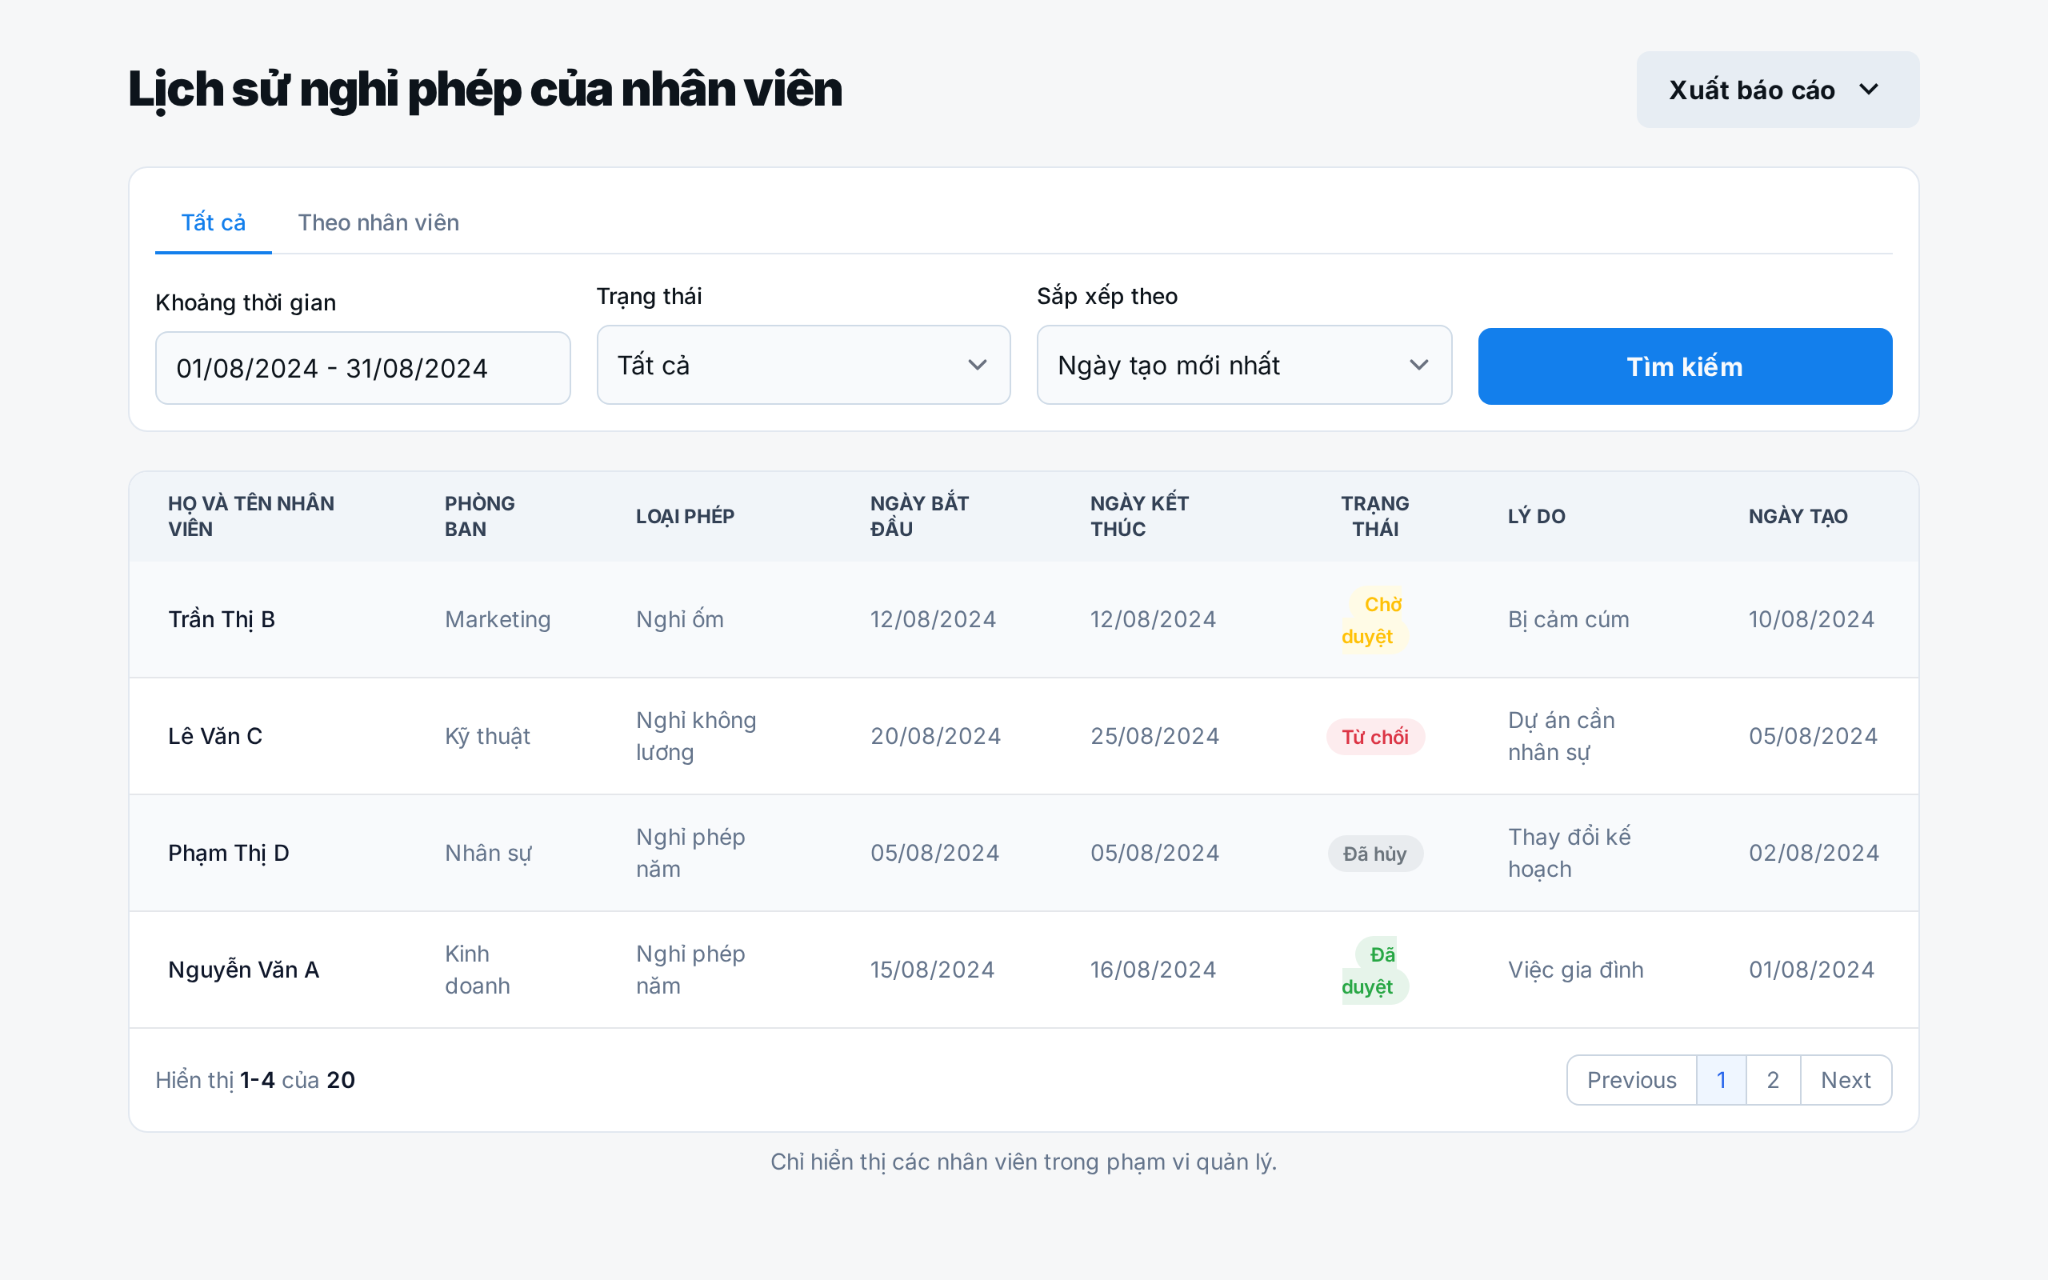 Lịch sử nghỉ phép của nhân viên
Xuất báo cáo
Tất cả
Theo nhân viên
Khoảng thời gian
Trạng thái
Sắp xếp theo
01/08/2024 - 31/08/2024
Tất cả
Ngày tạo mới nhất
Tìm kiếm
HỌ VÀ TÊN NHÂN
VIÊN
PHÒNG
BAN
LOẠI PHÉP
NGÀY BẮT
ĐẦU
NGÀY KẾT
THÚC
TRẠNG
THÁI
LÝ DO
NGÀY TẠO
Trần Thị B
Marketing
Nghỉ ốm
12/08/2024
12/08/2024
Chờ
duyệt
Bị cảm cúm
10/08/2024
Lê Văn C
Kỹ thuật
Nghỉ không
lương
20/08/2024
25/08/2024
Từ chối
Dự án cần
nhân sự
05/08/2024
Phạm Thị D
Nhân sự
Nghỉ phép
năm
05/08/2024
05/08/2024
Đã hủy
Thay đổi kế
hoạch
02/08/2024
Nguyễn Văn A
Kinh
doanh
Nghỉ phép
năm
15/08/2024
16/08/2024
Đã
duyệt
Việc gia đình
01/08/2024
Hiển thị 1-4 của 20
Previous
1
2
Next
Chỉ hiển thị các nhân viên trong phạm vi quản lý.